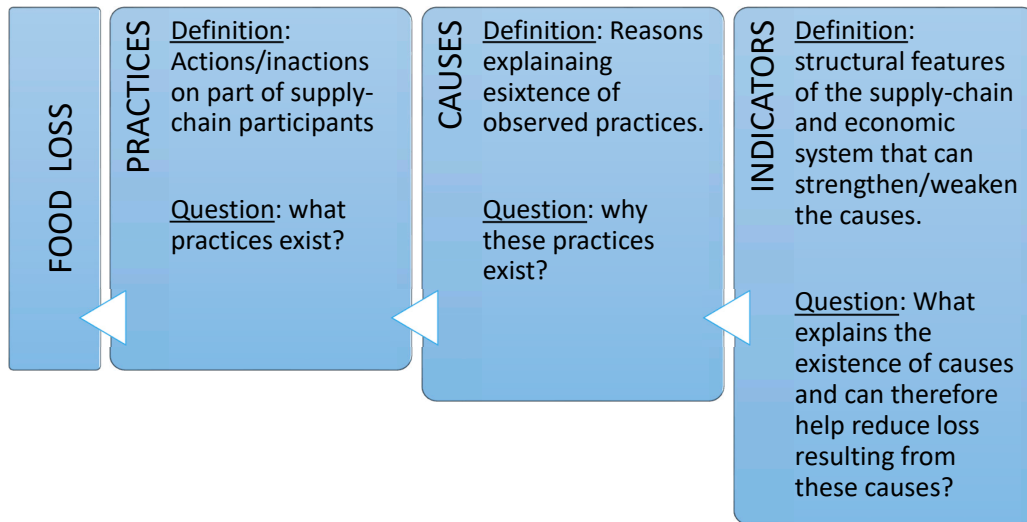 FOOD LOSS
PRACTICES
Definition:
Actions/inactions
on part of supply-
chain participants
Question: what
practices exist?
CAUSES
Definition: Reasons
explainaing
esixtence of
observed practices.
Question: why
these practices
exist?
INDICATORS
Definition:
structural features
of the supply-chain
and economic
system that can
strengthen/weaken
the causes.
Question: What
explains the
existence of causes
and can therefore
help reduce loss
resulting from
these causes?